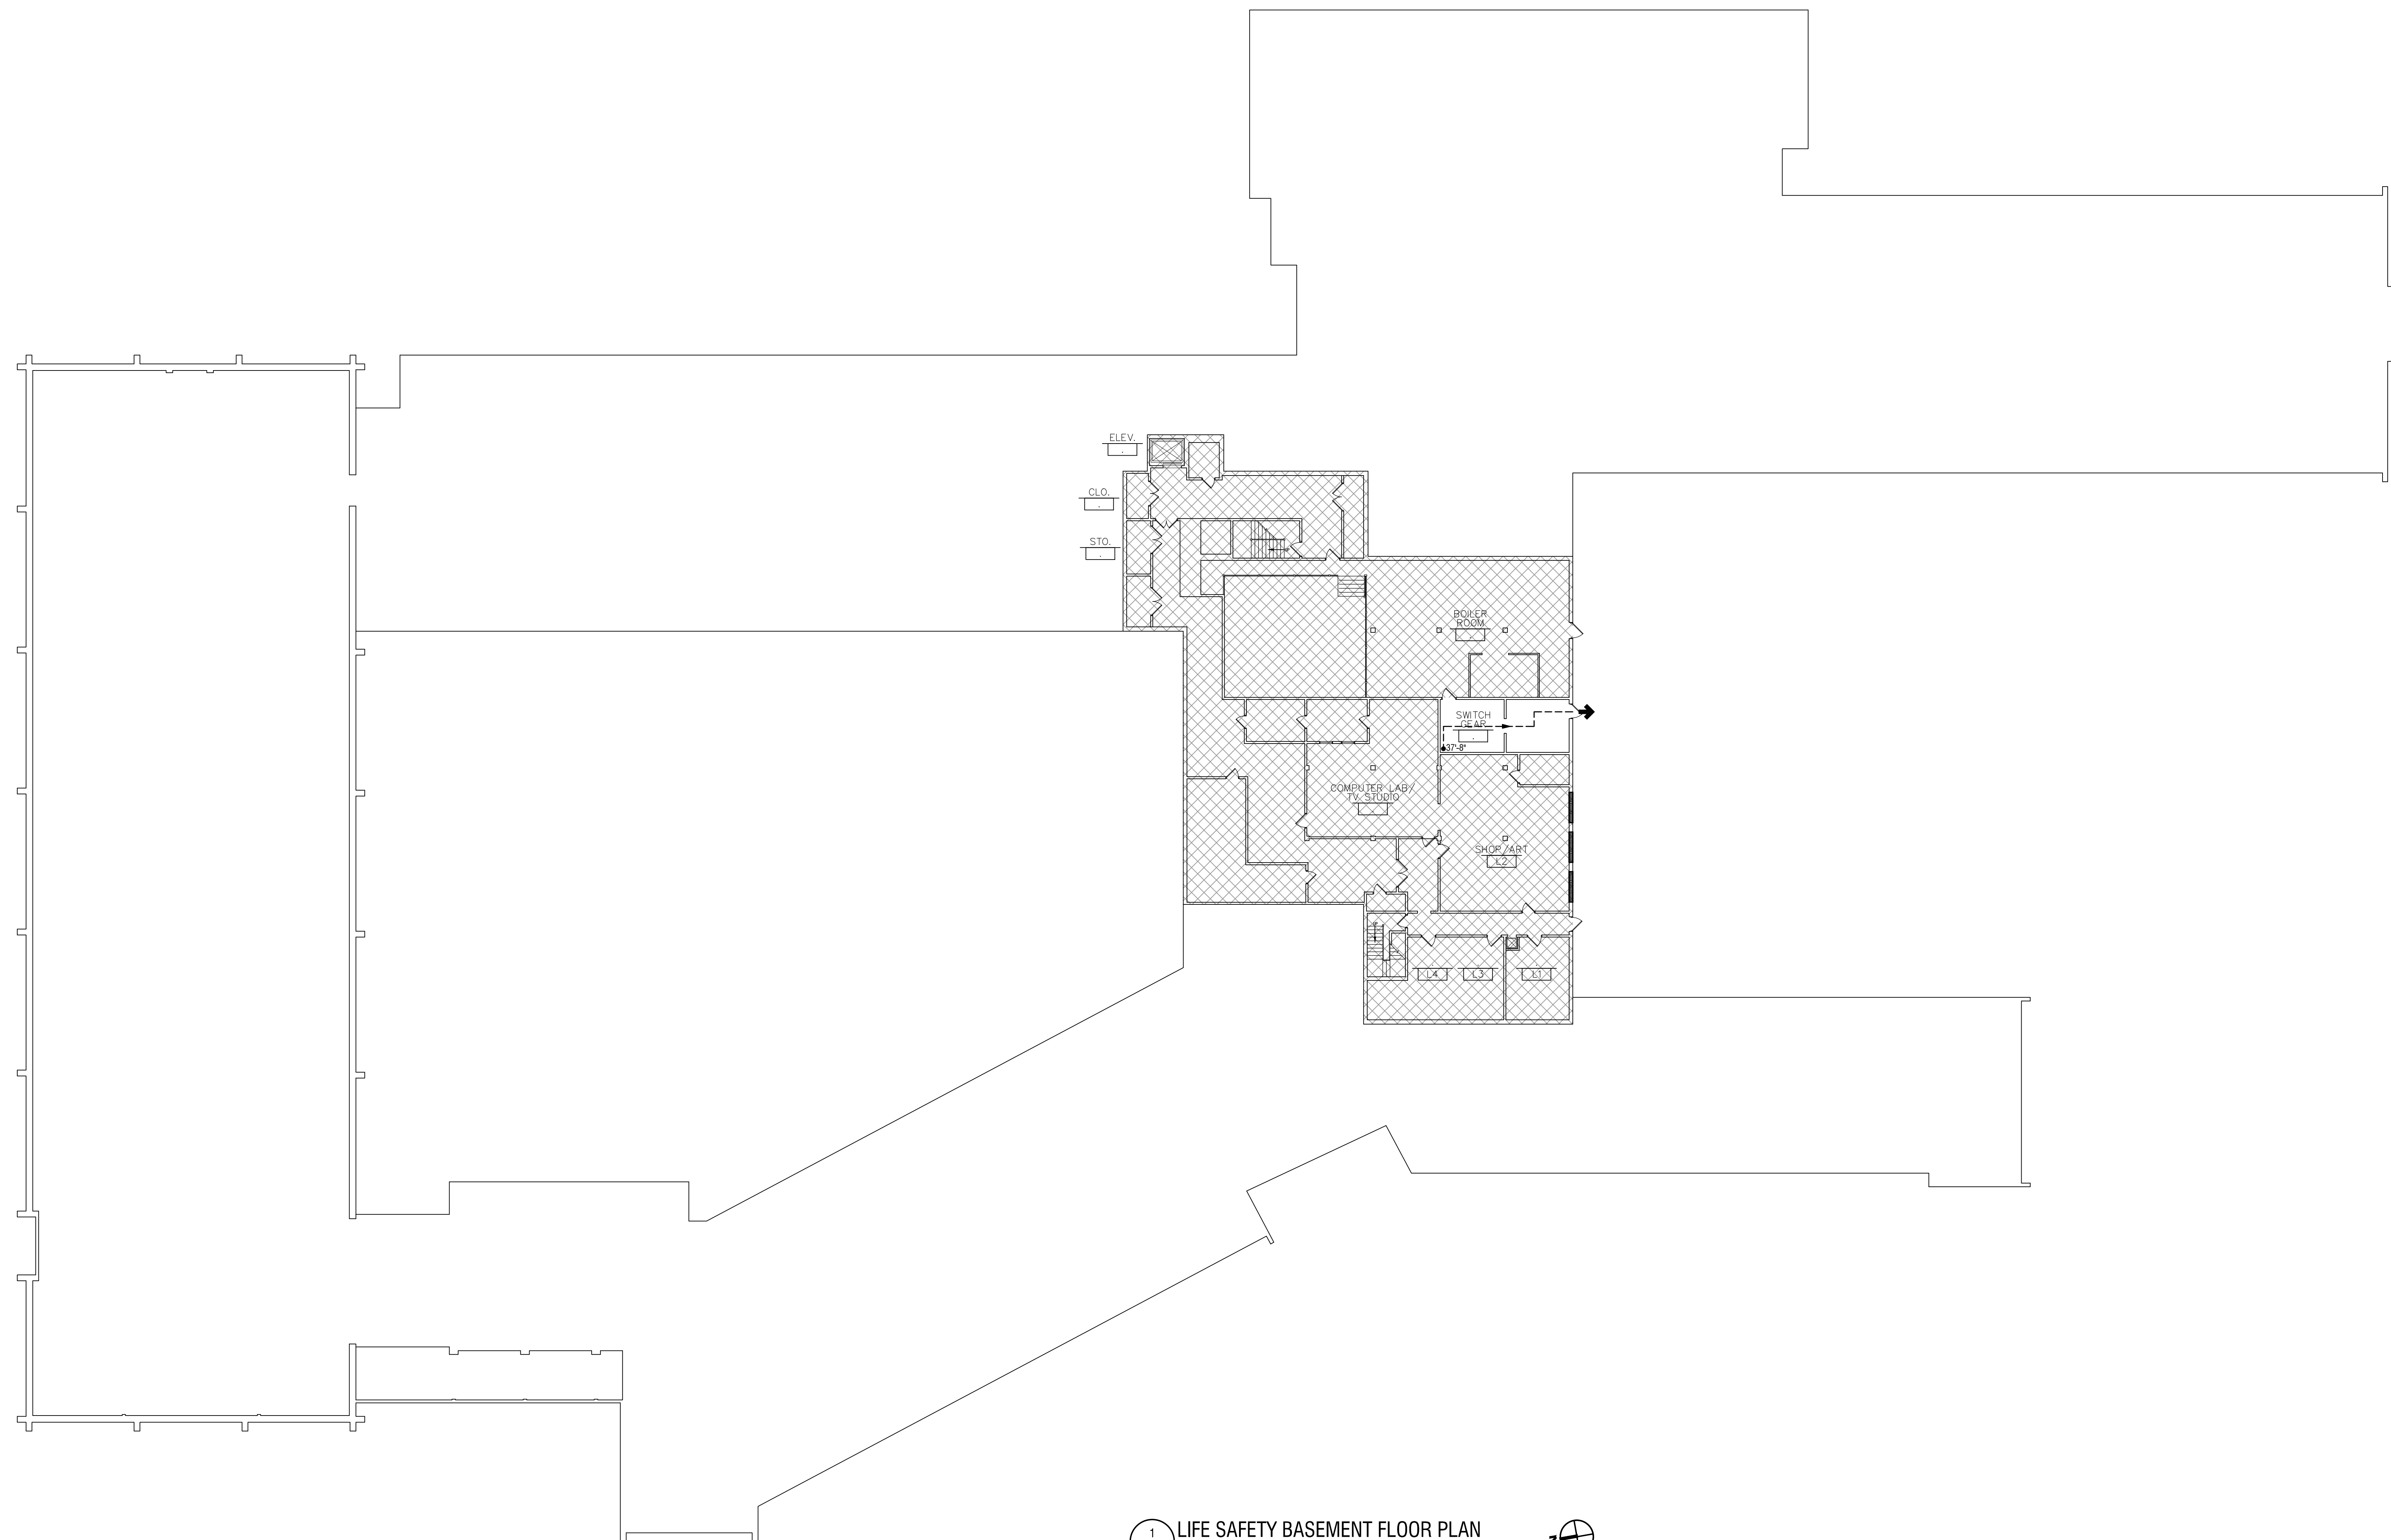 ELEV.
CLO.
STO.
BOILER
ROOM
SWITCH
GEAR
37'-8"
COMPUTER LAB/
TV STUDIO
SHOP/ART
L2
L4
L3
L1
1
LIFE SAFETY BASEMENT FLOOR PLAN